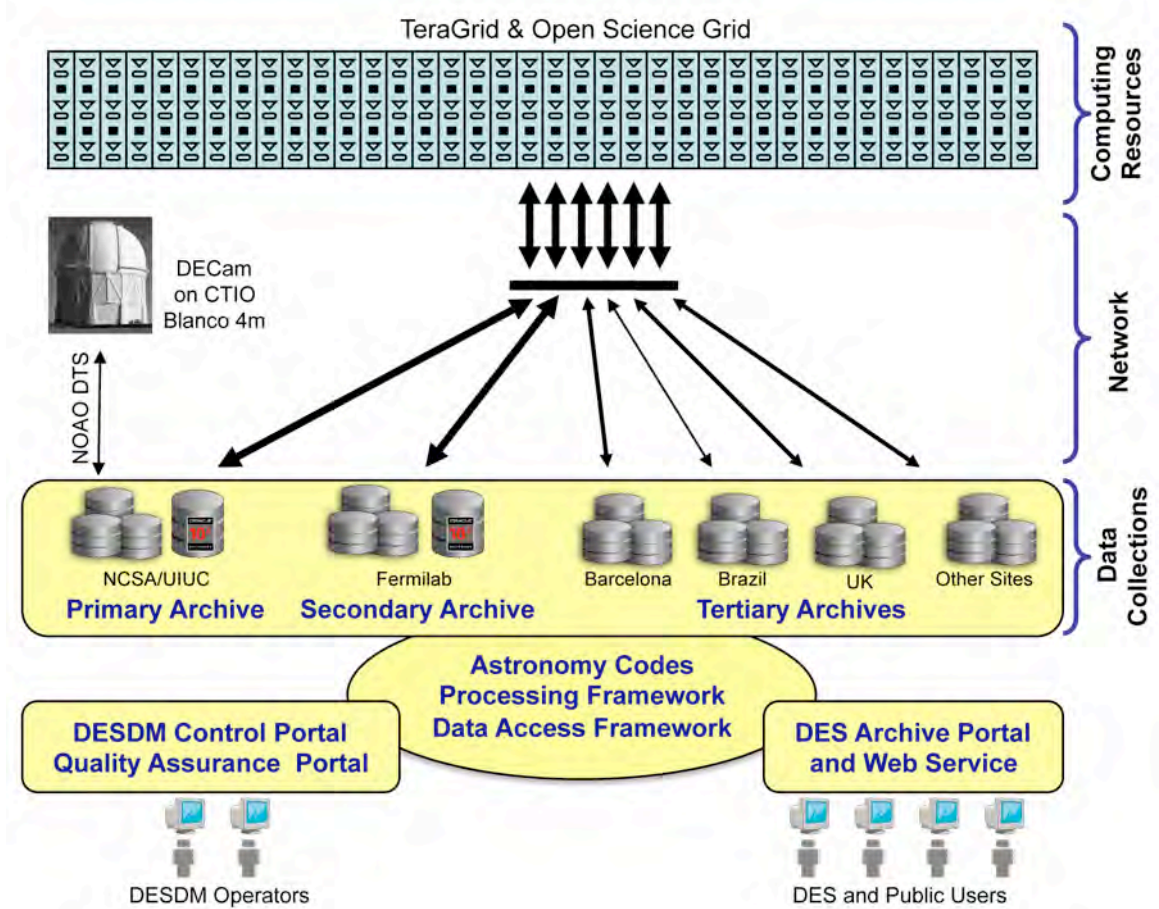 TeraGrid & Open Science Grid
Computing
Resources
DECam
on CTIO
Blanco 4m
NOAO DTS
Network
NCSA/UIUC
Primary Archive
Fermilab
Secondary Archive
Barcelona
Brazil
UK
Other Sites
Tertiary Archives
Data
Collections
Astronomy Codes
Processing Framework
Data Access Framework
DESDM Control Portal
Quality Assurance Portal
DES Archive Portal
and Web Service
DESDM Operators
DES and Public Users